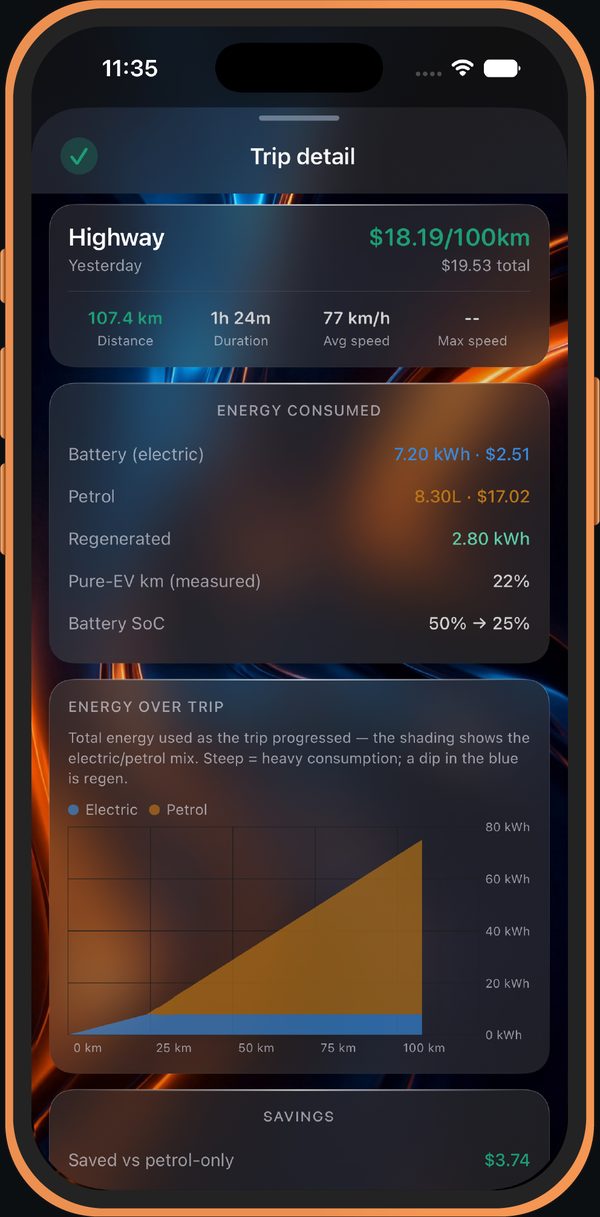 11:35
Trip detail
Highway
$18.19/100km
Yesterday
$19.53 total
107.4 km
1h 24m
77 km/h
--
Distance
Duration
Avg speed
Max speed
ENERGY CONSUMED
Battery (electric)
7.20 kWh · $2.51
Petrol
8.30L · $17.02
Regenerated
2.80 kWh
Pure-EV km (measured)
22%
Battery SoC
50% → 25%
ENERGY OVER TRIP
Total energy used as the trip progressed — the shading shows the
electric/petrol mix. Steep = heavy consumption; a dip in the blue
is regen.
Electric
Petrol
80 kWh
60 kWh
40 kWh
20 kWh
0 kWh
0 km
25 km
50 km
75 km
100 km
SAVINGS
Saved vs petrol-only
$3.74